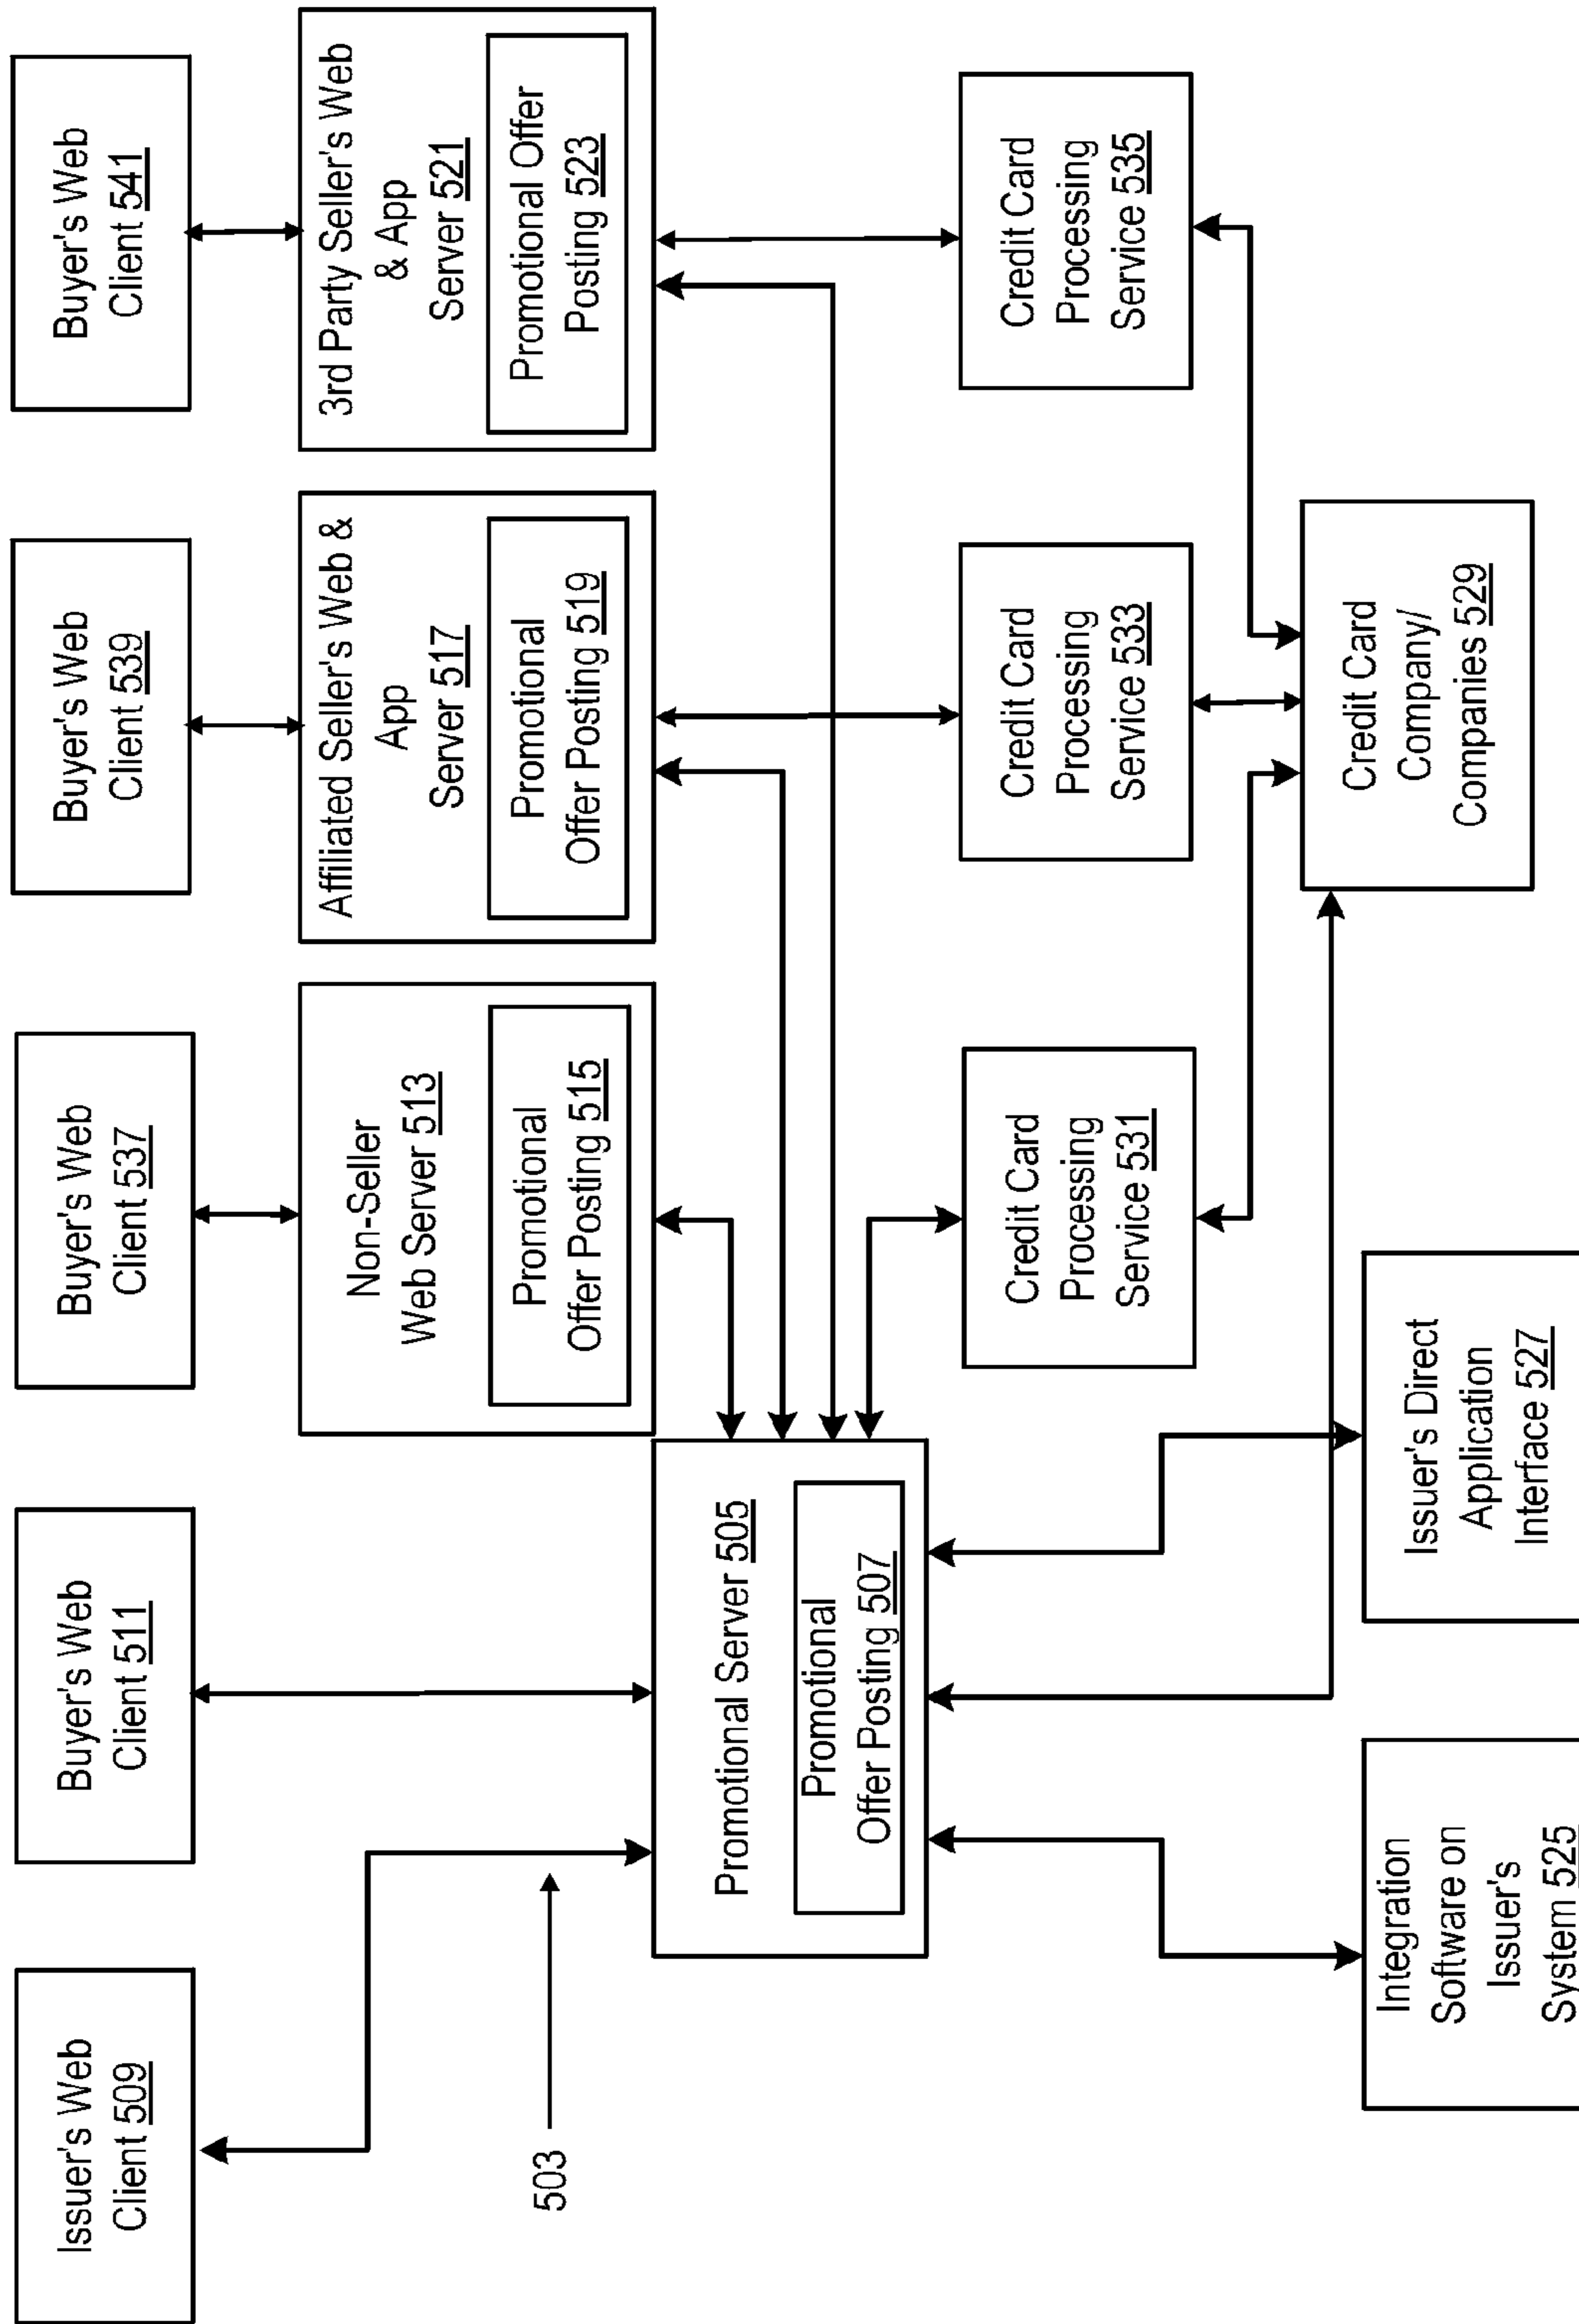 Issuer's Web
Client 509
Buyer's Web
Client 511
Buyer's Web
Client 537
Buyer's Web
Client 539
Buyer's Web
Client 541
503
Promotional Server 505
Promotional
Offer Posting 507
Non-Seller
Web Server 513
Promotional
Offer Posting 515
Affiliated Seller's Web &
App
Server 517
Promotional
Offer Posting 519
3rd Party Seller's Web
& App
Server 521
Promotional Offer
Posting 523
Credit Card
Processing
Service 531
Credit Card
Processing
Service 533
Credit Card
Processing
Service 535
Integration
Software on
Issuer's
System 525
Issuer's Direct
Application
Interface 527
Credit Card
Company/
Companies 529